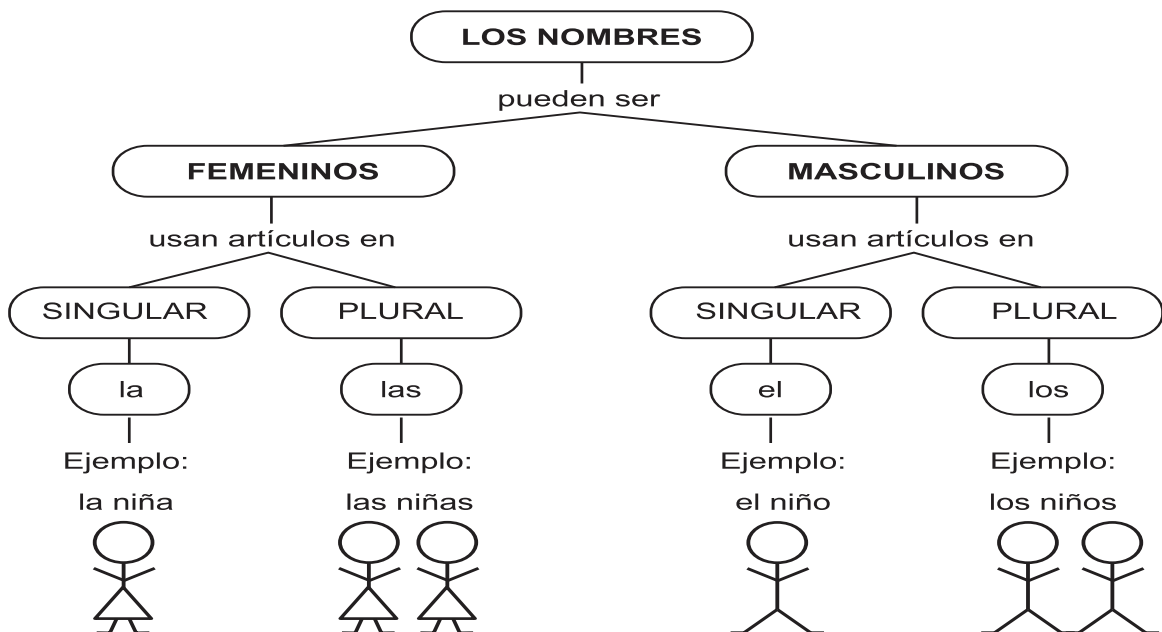 LOS NOMBRES
pueden ser
FEMENINOS
MASCULINOS
usan artículos en
usan artículos en
SINGULAR
PLURAL
SINGULAR
PLURAL
la
las
el
los
Ejemplo:
Ejemplo:
Ejemplo:
Ejemplo:
la niña
las niñas
el niño
los niños